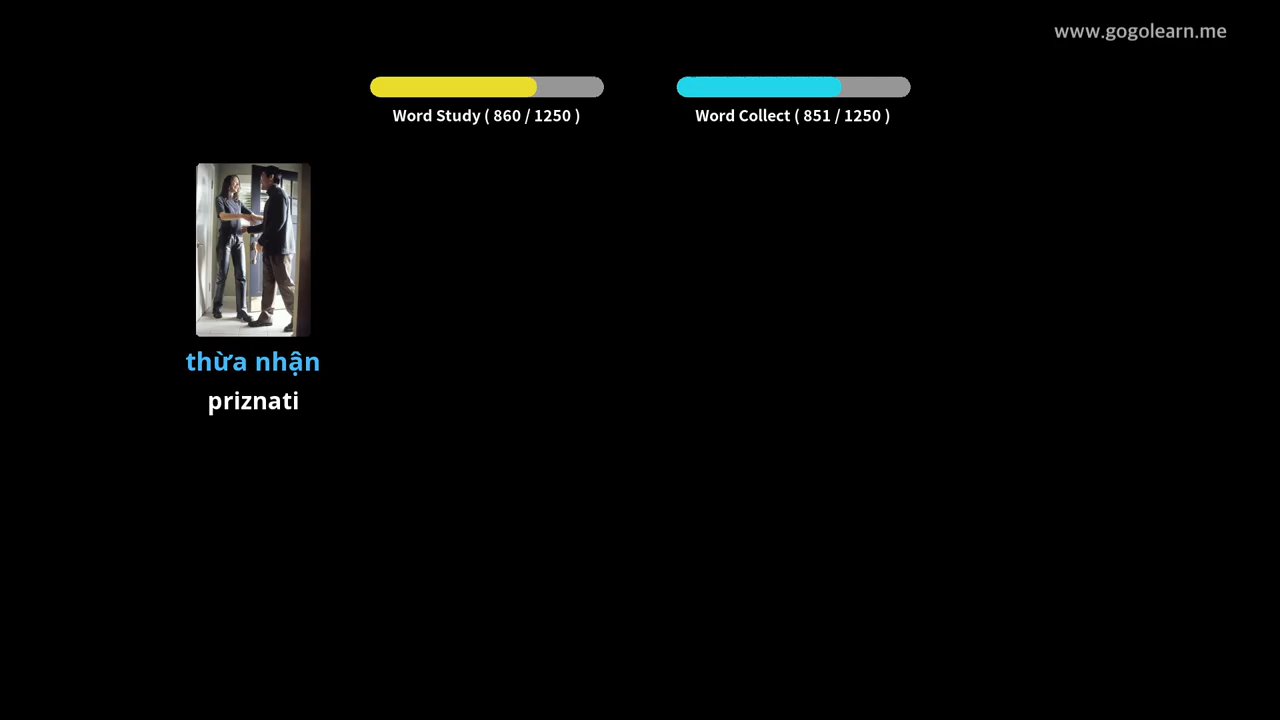 www.gogolearn.me
Word Study ( 860 / 1250 )
Word Collect ( 851 / 1250 )
thừa nhận
priznati